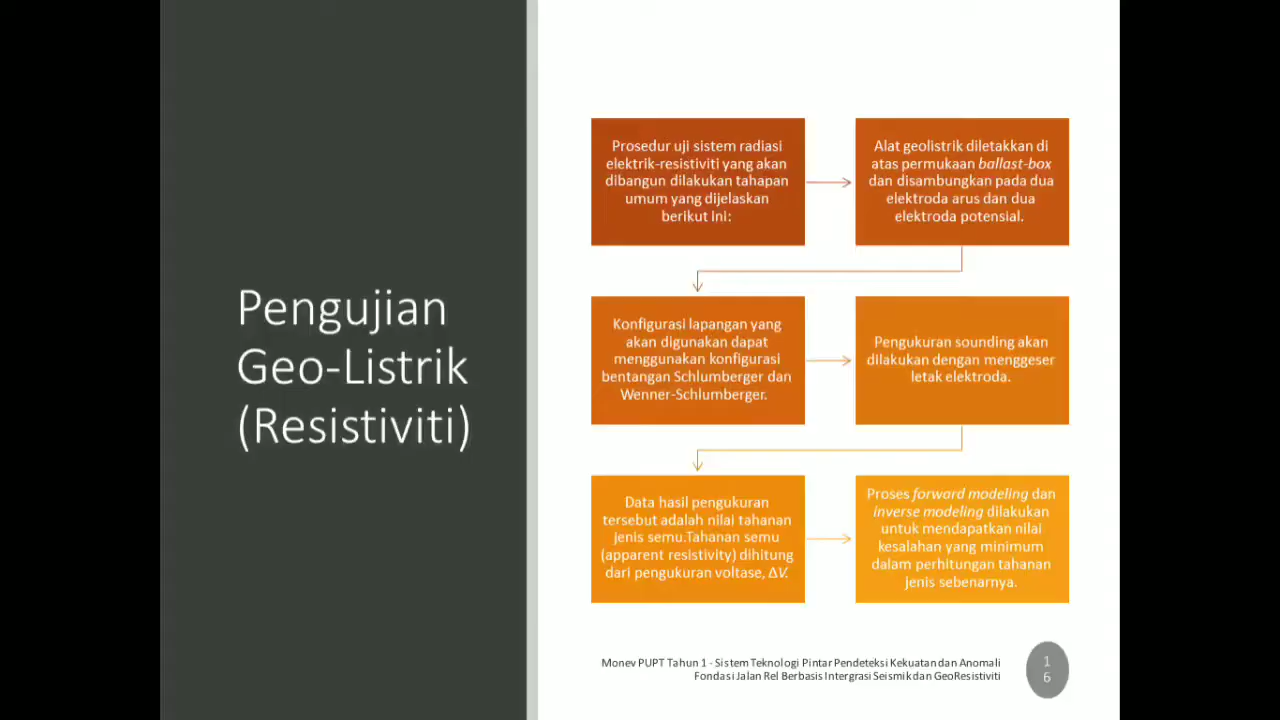 Pengujian
Geo-Listrik
(Resistiviti)
Prosedur uji sistem radiasi
elektrik-resistiviti yang akan
dibangun dilakukan tahapan
umum yang dijelaskan
berikut ini:
Alat geolistrik diletakkan di
atas permukaan ballast-box
dan disambungkan pada dua
elektroda arus dan dua
elektroda potensial.
Konfigurasi lapangan yang
akan digunakan dapat
menggunakan konfigurasi
bentangan Schlumberger dan
Wenner-Schlumberger.
Pengukuran sounding akan
dilakukan dengan menggeser
letak elektroda.
Data hasil pengukuran
tersebut adalah nilai tahanan
jenis semu.Tahanan semu
(apparent resistivity) dihitung
dari pengukuran voltase, ΔV.
Proses forward modeling dan
inverse modeling dilakukan
untuk mendapatkan nilai
kesalahan yang minimum
dalam perhitungan tahanan
jenis sebenarnya.
Monev PUPT Tahun 1 - Sistem Teknologi Pintar Pendeteksi Kekuatan dan Anomali
Fondasi Jalan Rel Berbasis Intergrasi Seismik dan GeoResistiviti
1
6